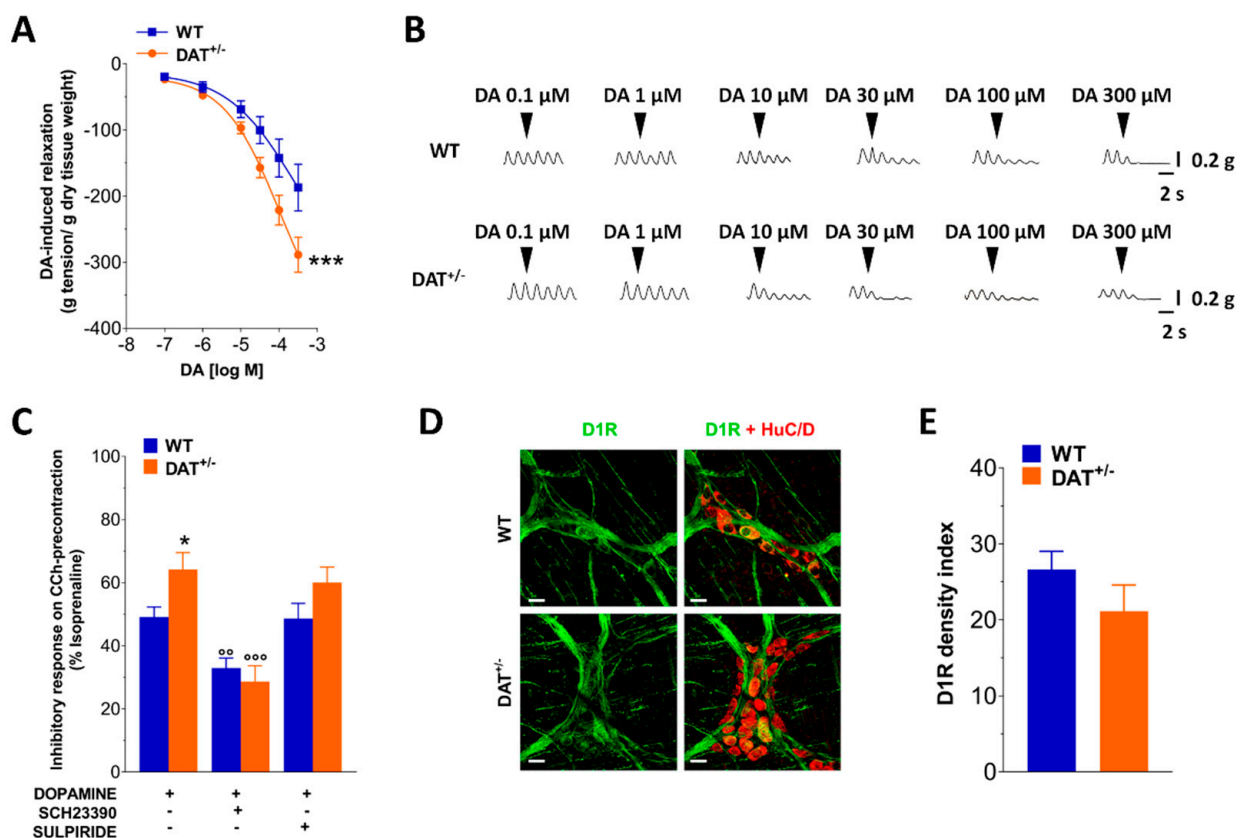 A
WT
DAT+/-
0
-100
-200
-300
-400
-8 -7 -6 -5 -4 -3
DA-induced relaxation
(g tension/ g dry tissue weight)
DA [log M]
***
B
DA 0.1 µM DA 1 µM DA 10 µM DA 30 µM DA 100 µM DA 300 µM
WT
0.2 g
2 s
DA 0.1 µM DA 1 µM DA 10 µM DA 30 µM DA 100 µM DA 300 µM
DAT+/-
0.2 g
2 s
C
WT
DAT+/-
100
80
60
40
20
0
Inhibitory response on CCh-precontraction
(% Isoprenaline)
*
°° °°°
DOPAMINE + + +
SCH23390 - + -
SULPIRIDE - - +
D
D1R D1R + HuC/D
WT
DAT+/-
E
WT
DAT+/-
40
30
20
10
0
D1R density index